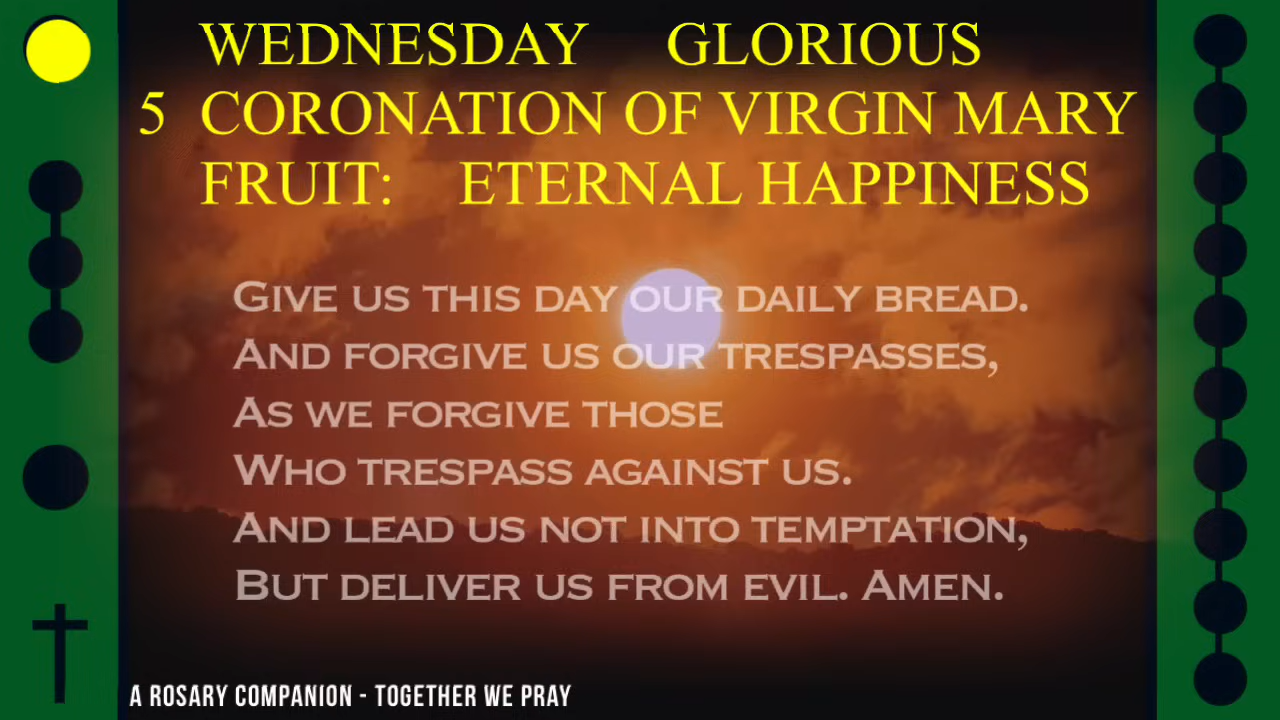 WEDNESDAY GLORIOUS
5 CORONATION OF VIRGIN MARY
FRUIT: ETERNAL HAPPINESS
GIVE US THIS DAY OUR DAILY BREAD.
AND FORGIVE US OUR TRESPASSES,
AS WE FORGIVE THOSE
WHO TRESPASS AGAINST US.
AND LEAD US NOT INTO TEMPTATION,
BUT DELIVER US FROM EVIL. AMEN.
A ROSARY COMPANION - TOGETHER WE PRAY